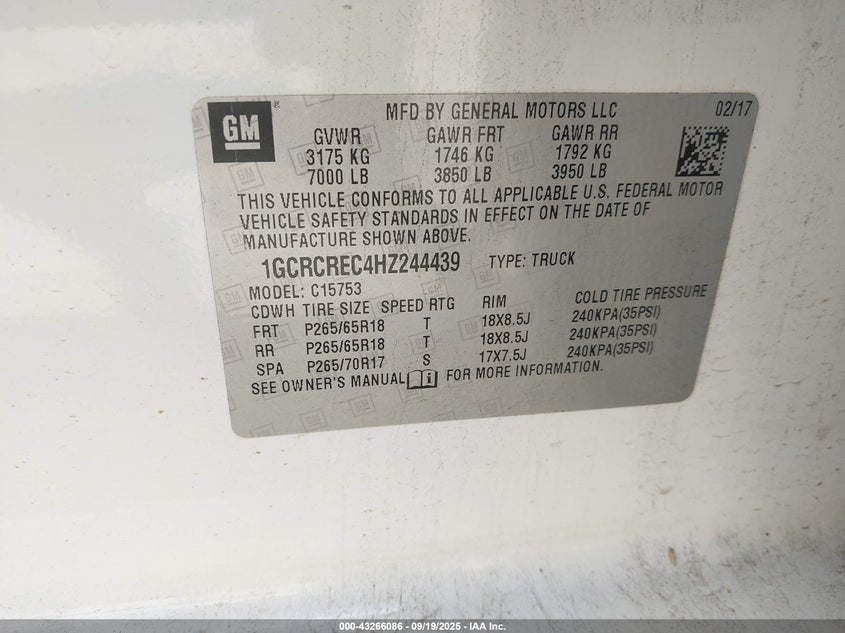 GM
MFD BY GENERAL MOTORS LLC 02/17
GVWR GAWR FRT GAWR RR
3175 KG 1746 KG 1792 KG
7000 LB 3850 LB 3950 LB
THIS VEHICLE CONFORMS TO ALL APPLICABLE U.S. FEDERAL MOTOR
VEHICLE SAFETY STANDARDS IN EFFECT ON THE DATE OF
MANUFACTURE SHOWN ABOVE.
1GCRCREC4HZ244439 TYPE: TRUCK
MODEL: C15753
CDWH TIRE SIZE SPEED RTG RIM COLD TIRE PRESSURE
FRT P265/65R18 T 18X8.5J 240KPA(35PSI)
RR P265/65R18 T 18X8.5J 240KPA(35PSI)
SPA P265/70R17 S 17X7.5J 240KPA(35PSI)
SEE OWNER'S MANUAL FOR MORE INFORMATION.
000-43266086 - 09/19/2025 - IAA Inc.